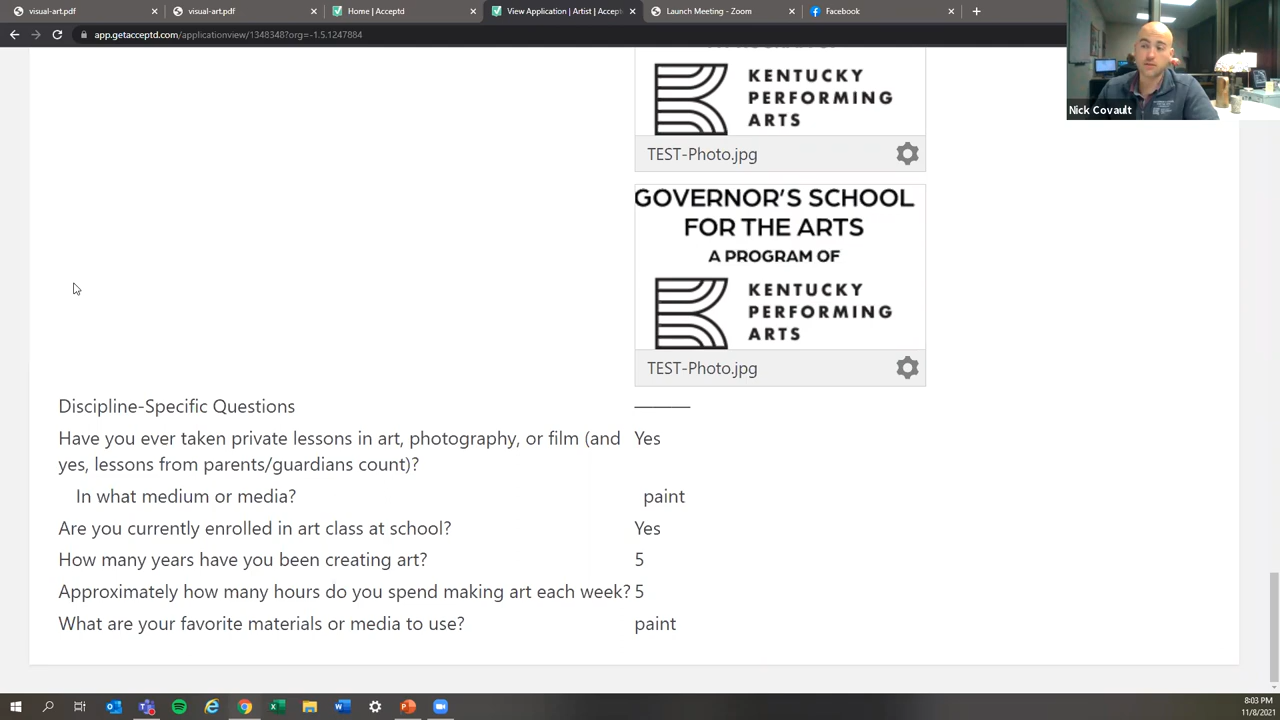 visual-art.pdf
visual-art.pdf
Home | Acceptd
View Application | Artist | Accept
Launch Meeting - Zoom
Facebook
app.getacceptd.com/applicationview/1348348?org=-1.5.1247884
Nick Covault
KENTUCKY
PERFORMING
ARTS
TEST-Photo.jpg
GOVERNOR'S SCHOOL
FOR THE ARTS
A PROGRAM OF
KENTUCKY
PERFORMING
ARTS
TEST-Photo.jpg
Discipline-Specific Questions
Have you ever taken private lessons in art, photography, or film (and Yes
yes, lessons from parents/guardians count)?
In what medium or media? paint
Are you currently enrolled in art class at school? Yes
How many years have you been creating art? 5
Approximately how many hours do you spend making art each week? 5
What are your favorite materials or media to use? paint
8:03 PM
11/8/2021